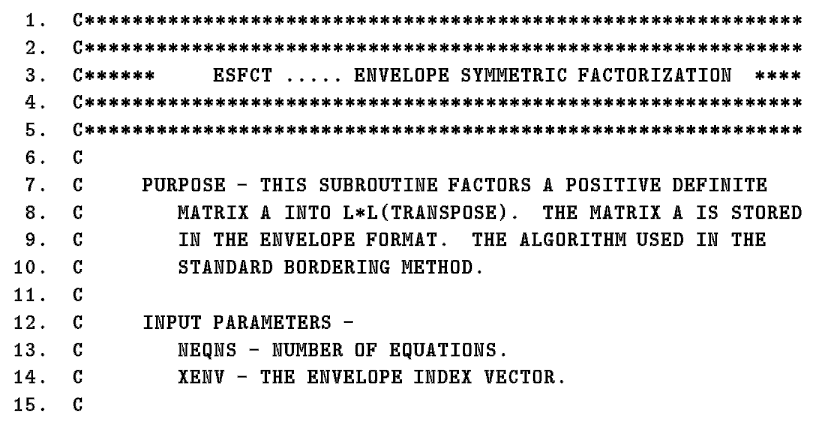 1. C*************************************************************
2. C*************************************************************
3. C****** ESFCT ..... ENVELOPE SYMMETRIC FACTORIZATION ****
4. C*************************************************************
5. C*************************************************************
6. C
7. C PURPOSE - THIS SUBROUTINE FACTORS A POSITIVE DEFINITE
8. C MATRIX A INTO L*L(TRANSPOSE). THE MATRIX A IS STORED
9. C IN THE ENVELOPE FORMAT. THE ALGORITHM USED IN THE
10. C STANDARD BORDERING METHOD.
11. C
12. C INPUT PARAMETERS -
13. C NEQNS - NUMBER OF EQUATIONS.
14. C XENV - THE ENVELOPE INDEX VECTOR.
15. C